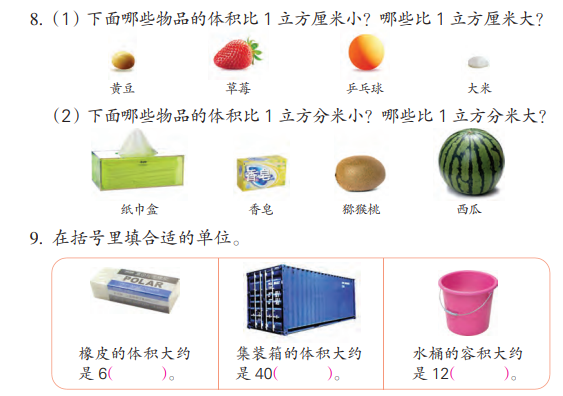 8.（1）下面哪些物品的体积比 1 立方厘米小？哪些比 1 立方厘米大？
黄豆 草莓 乒乓球 大米
（2）下面哪些物品的体积比 1 立方分米小？哪些比 1 立方分米大？
香皂
纸巾盒 香皂 猕猴桃 西瓜
9. 在括号里填合适的单位。
POLAR
橡皮的体积大约 集装箱的体积大约 水桶的容积大约
是 6(  )。 是 40(  )。 是 12(  )。